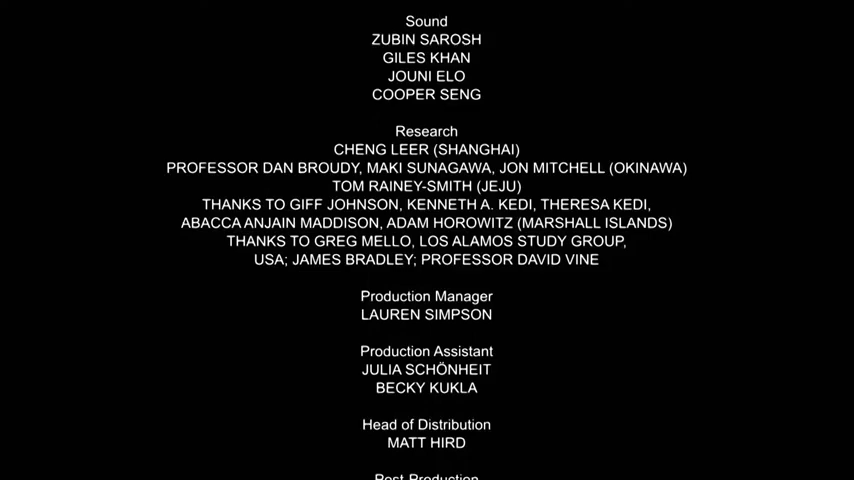 Sound
ZUBIN SAROSH
GILES KHAN
JOUNI ELO
COOPER SENG
Research
CHENG LEER (SHANGHAI)
PROFESSOR DAN BROUDY, MAKI SUNAGAWA, JON MITCHELL (OKINAWA)
TOM RAINEY-SMITH (JEJU)
THANKS TO GIFF JOHNSON, KENNETH A. KEDI, THERESA KEDI,
ABACCA ANJAIN MADDISON, ADAM HOROWITZ (MARSHALL ISLANDS)
THANKS TO GREG MELLO, LOS ALAMOS STUDY GROUP,
USA; JAMES BRADLEY; PROFESSOR DAVID VINE
Production Manager
LAUREN SIMPSON
Production Assistant
JULIA SCHÖNHEIT
BECKY KUKLA
Head of Distribution
MATT HIRD
Post-Production